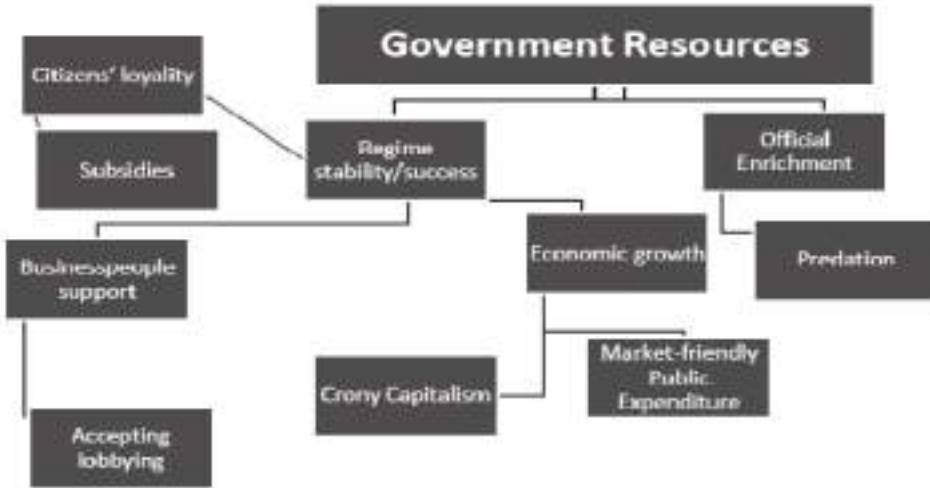 Government Resources
Citizens' loyality
Subsidies
Regime
stability/success
Official
Enrichment
Businesspeople
support
Economic growth
Predation
Crony Capitalism
Market-friendly
Public
Expenditure
Accepting
lobbying